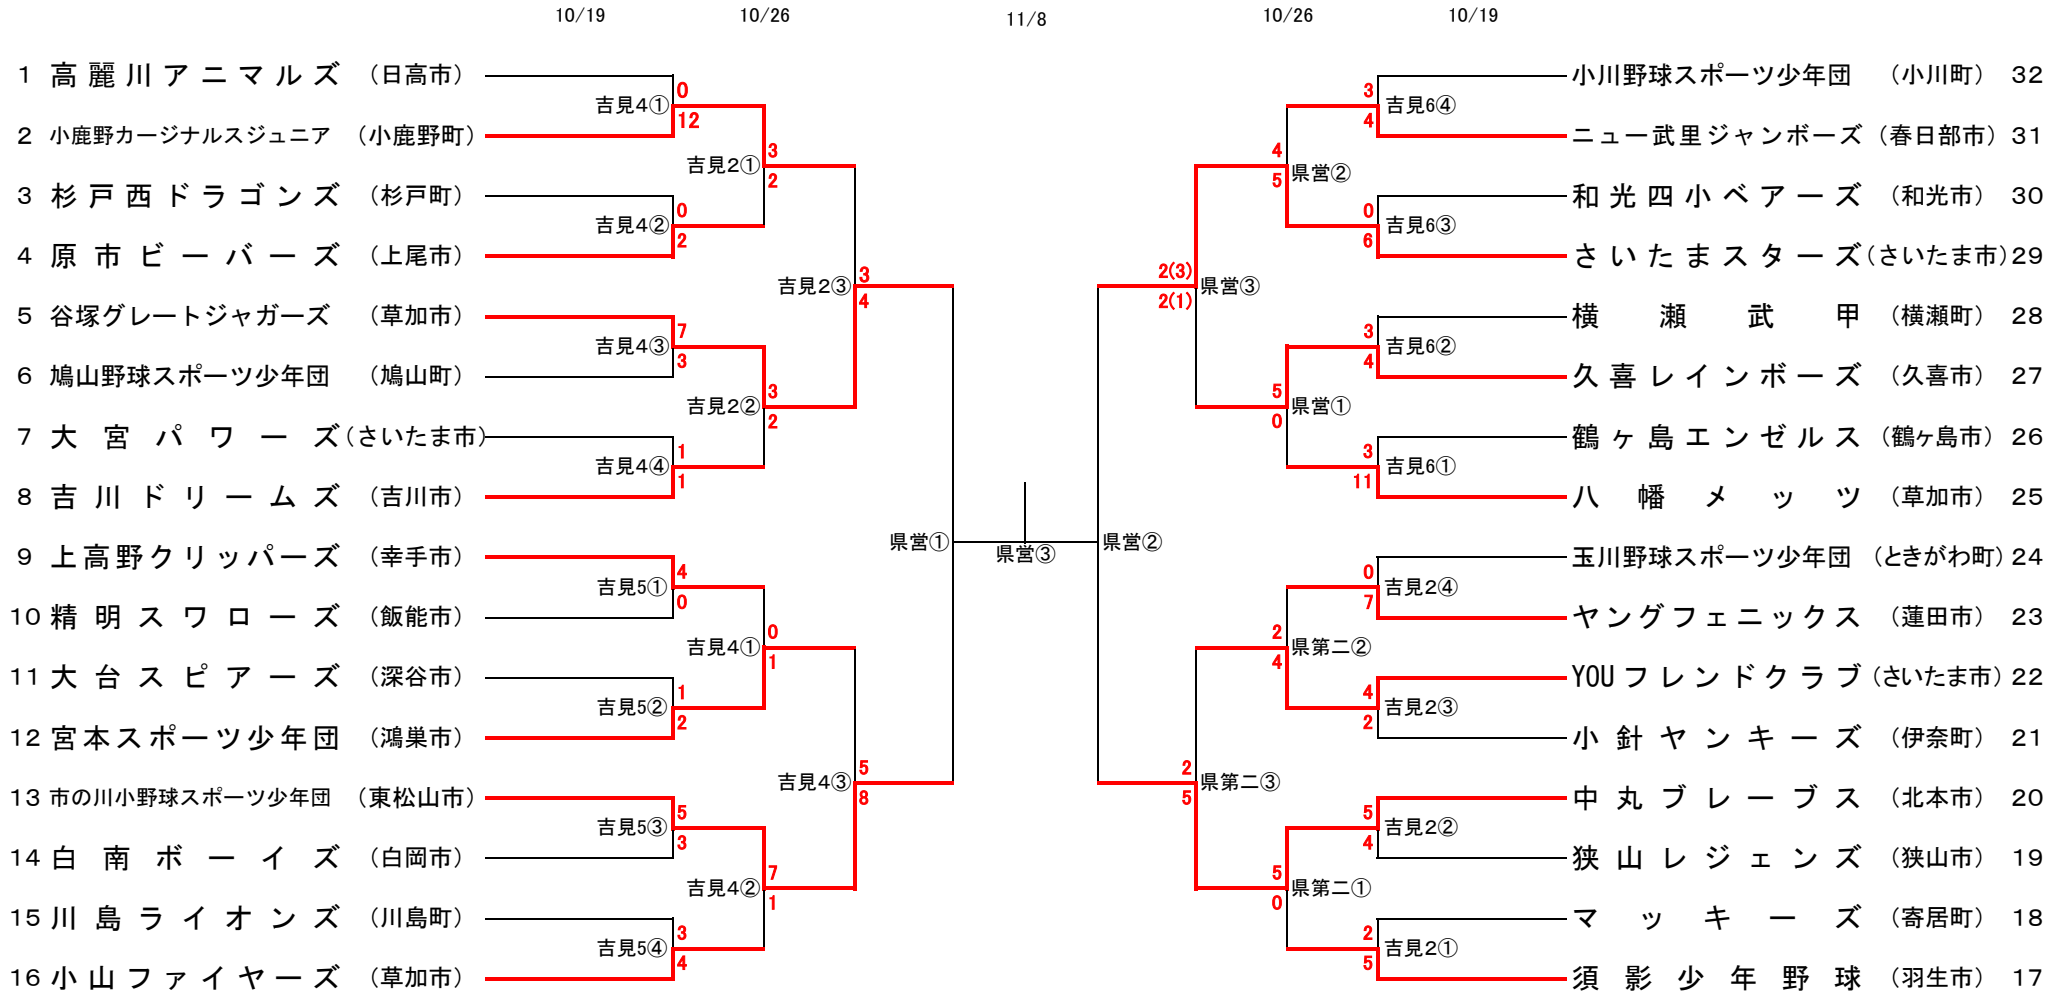 10/19 10/26 11/8 10/26 10/19
1 高麗川アニマルズ （日高市）
0
吉見4①
12
2 小鹿野カージナルスジュニア （小鹿野町）
3
吉見2①
2
3 杉戸西ドラゴンズ （杉戸町）
0
吉見4②
2
4 原市ビーバーズ （上尾市）
3
吉見2③
4
5 谷塚グレートジャガーズ （草加市）
7
吉見4③
3
6 鳩山野球スポーツ少年団 （鳩山町）
3
吉見2②
2
7 大宮パワーズ （さいたま市）
1
吉見4④
1
8 吉川ドリームズ （吉川市）
県営①
9 上高野クリッパーズ （幸手市）
4
吉見5①
0
10 精明スワローズ （飯能市）
0
吉見4①
1
11 大台スピアーズ （深谷市）
1
吉見5②
2
12 宮本スポーツ少年団 （鴻巣市）
5
吉見4③
8
13 市の川小野球スポーツ少年団 （東松山市）
5
吉見5③
3
14 白南ボーイズ （白岡市）
7
吉見4②
1
15 川島ライオンズ （川島町）
3
吉見5④
4
16 小山ファイヤーズ （草加市）
県営③
小川野球スポーツ少年団 （小川町） 32
3
吉見6④
4
ニュー武里ジャンボーズ （春日部市） 31
4
県営②
5
和光四小ベアーズ （和光市） 30
0
吉見6③
6
さいたまスターズ （さいたま市） 29
2(3)
県営③
2(1)
横瀬武甲 （横瀬町） 28
3
吉見6②
4
久喜レインボーズ （久喜市） 27
5
県営①
0
鶴ヶ島エンゼルス （鶴ヶ島市） 26
3
吉見6①
11
八幡メッツ （草加市） 25
県営②
玉川野球スポーツ少年団 （ときがわ町） 24
0
吉見2④
7
ヤングフェニックス （蓮田市） 23
2
県第二②
4
YOUフレンドクラブ （さいたま市） 22
4
吉見2③
2
小針ヤンキーズ （伊奈町） 21
2
県第二③
5
中丸ブレーブス （北本市） 20
5
吉見2②
4
狭山レジェンズ （狭山市） 19
5
県第二①
0
マッキーズ （寄居町） 18
2
吉見2①
5
須影少年野球 （羽生市） 17